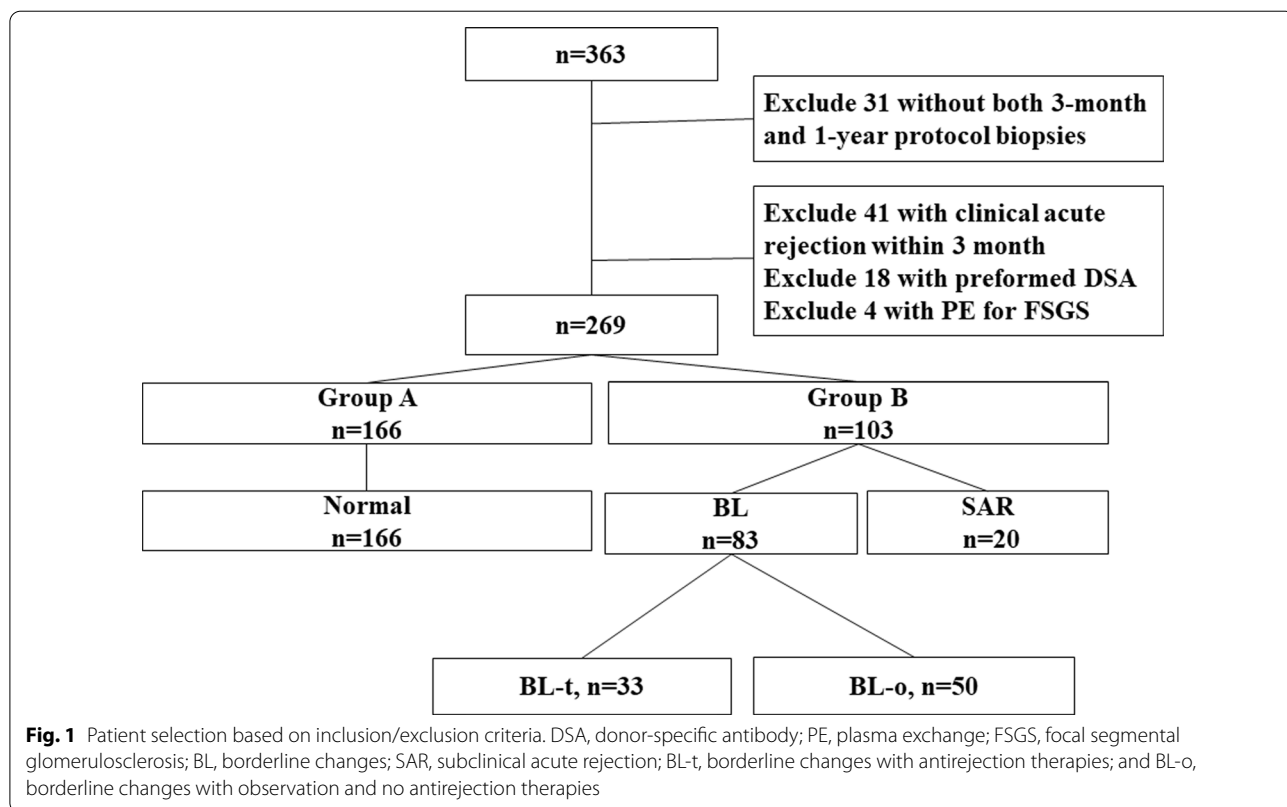 n=363
Exclude 31 without both 3-month
and 1-year protocol biopsies
Exclude 41 with clinical acute
rejection within 3 month
Exclude 18 with preformed DSA
Exclude 4 with PE for FSGS
n=269
Group A
n=166
Group B
n=103
Normal
n=166
BL
n=83
SAR
n=20
BL-t, n=33
BL-o, n=50
Fig. 1 Patient selection based on inclusion/exclusion criteria. DSA, donor-specific antibody; PE, plasma exchange; FSGS, focal segmental
glomerulosclerosis; BL, borderline changes; SAR, subclinical acute rejection; BL-t, borderline changes with antirejection therapies; and BL-o,
borderline changes with observation and no antirejection therapies